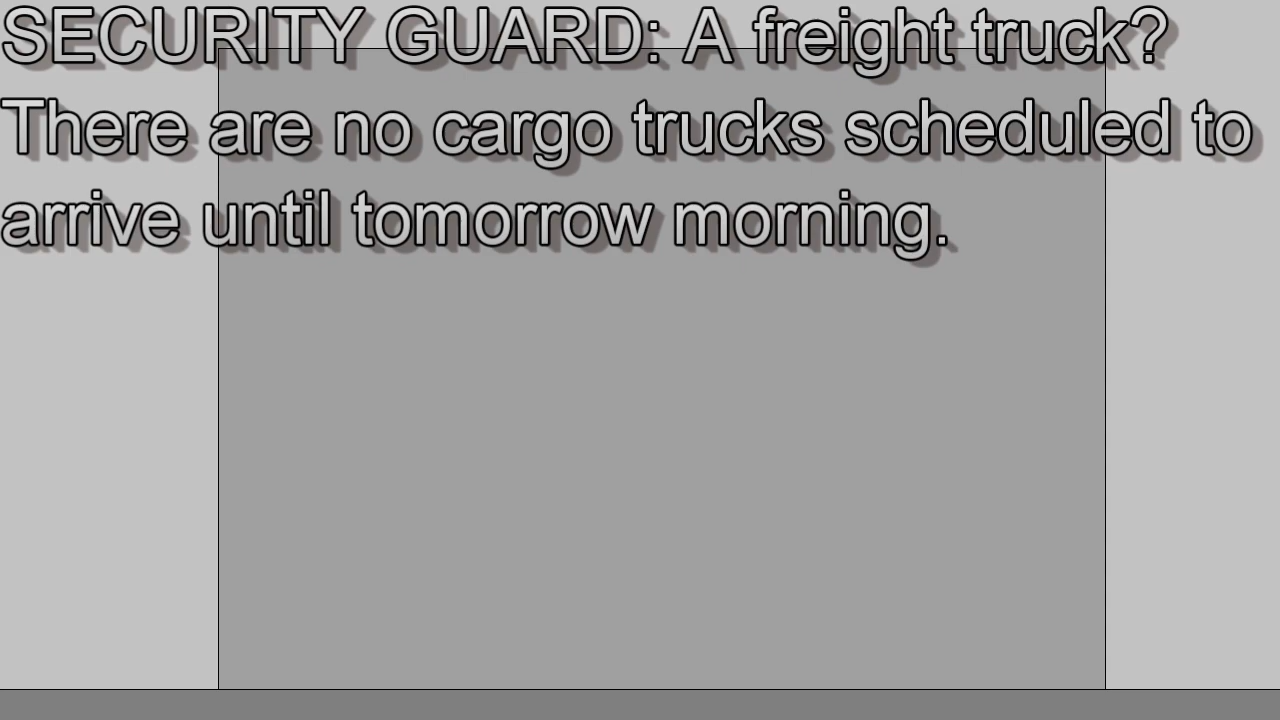 SECURITY GUARD: A freight truck?
There are no cargo trucks scheduled to
arrive until tomorrow morning.